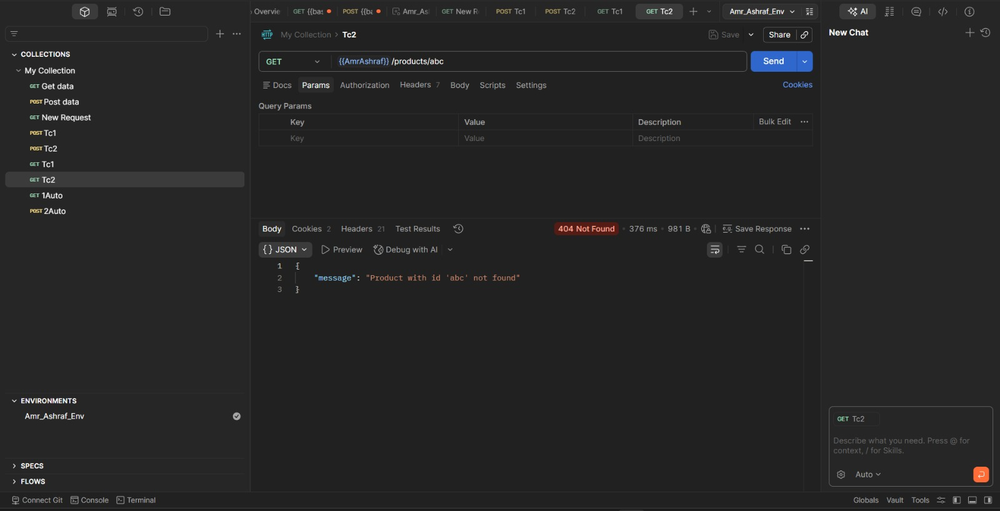 Overvie GET {{bas POST {{ba Amr_As GET New R POST Tc1 POST Tc2 GET Tc1 GET Tc2 Amr_Ashraf_Env AI
HTTP My Collection > Tc2 Save Share New Chat
COLLECTIONS
My Collection
GET Get data
POST Post data
GET New Request
POST Tc1
POST Tc2
GET Tc1
GET Tc2
GET 1Auto
POST 2Auto
ENVIRONMENTS
Amr_Ashraf_Env
SPECS
FLOWS
GET {{AmrAshraf}} /products/abc Send
Docs Params Authorization Headers 7 Body Scripts Settings Cookies
Query Params
Key Value Description Bulk Edit
Key Value Description
Body Cookies 2 Headers 21 Test Results 404 Not Found 376 ms 981 B e.g. Save Response
{} JSON Preview Debug with AI
1 {
2 "message": "Product with id 'abc' not found"
3 }
GET Tc2
Describe what you need. Press @ for
context, / for Skills.
Auto
Connect Git Console Terminal Globals Vault Tools